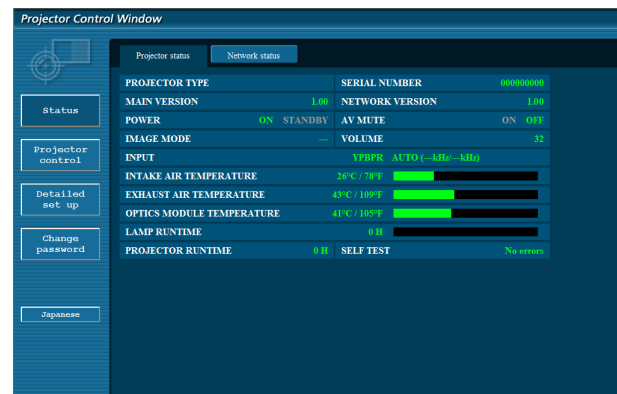 Projector Control Window
Projector status Network status
PROJECTOR TYPE SERIAL NUMBER 000000000
MAIN VERSION 1.00 NETWORK VERSION 1.00
POWER ON STANDBY AV MUTE ON OFF
IMAGE MODE --- VOLUME 32
INPUT YPBPR AUTO (---kHz/---kHz)
INTAKE AIR TEMPERATURE 26°C / 78°F
EXHAUST AIR TEMPERATURE 43°C / 109°F
OPTICS MODULE TEMPERATURE 41°C / 105°F
LAMP RUNTIME 0 H
PROJECTOR RUNTIME 0 H SELF TEST No errors
Status
Projector
control
Detailed
set up
Change
password
Japanese